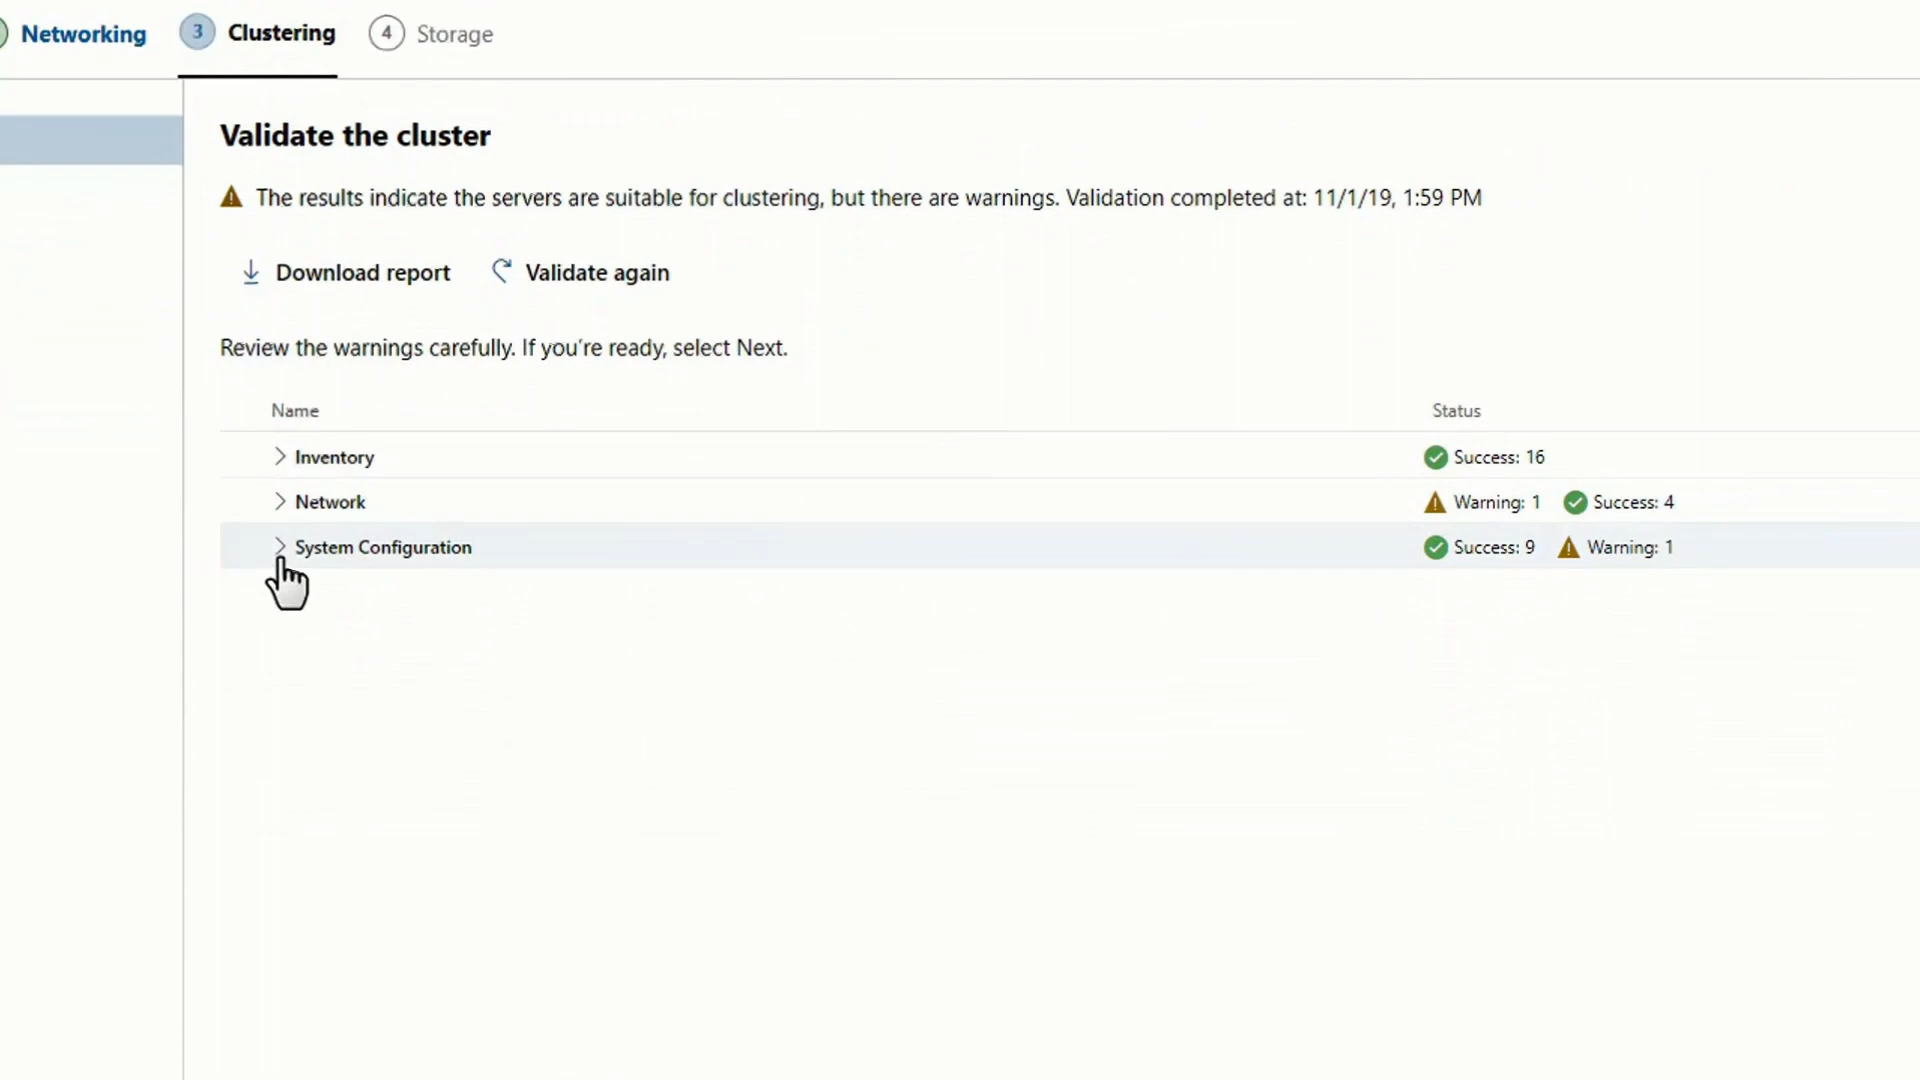 Networking 3 Clustering 4 Storage
Validate the cluster
The results indicate the servers are suitable for clustering, but there are warnings. Validation completed at: 11/1/19, 1:59 PM
Download report Validate again
Review the warnings carefully. If you're ready, select Next.
Name Status
Inventory Success: 16
Network Warning: 1 Success: 4
System Configuration Success: 9 Warning: 1